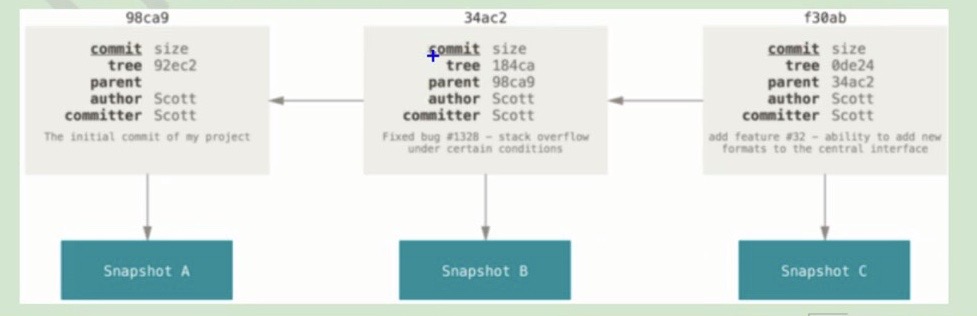 98ca9
commit size
tree 92ec2
parent
author Scott
committer Scott
The initial commit of my project
Snapshot A
34ac2
commit size
tree 184ca
parent 98ca9
author Scott
committer Scott
Fixed bug #1328 – stack overflow
under certain conditions
Snapshot B
f30ab
commit size
tree 0de24
parent 34ac2
author Scott
committer Scott
add feature #32 – ability to add new
formats to the central interface
Snapshot C